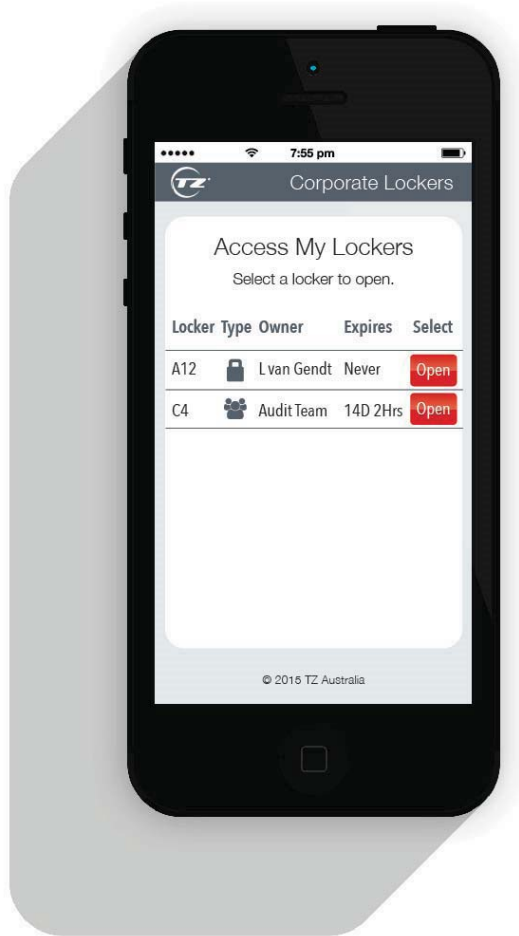 7:55 pm
TZ
Corporate Lockers
Access My Lockers
Select a locker to open.
Locker Type Owner Expires Select
A12 L van Gendt Never Open
C4 Audit Team 14D 2Hrs Open
© 2015 TZ Australia